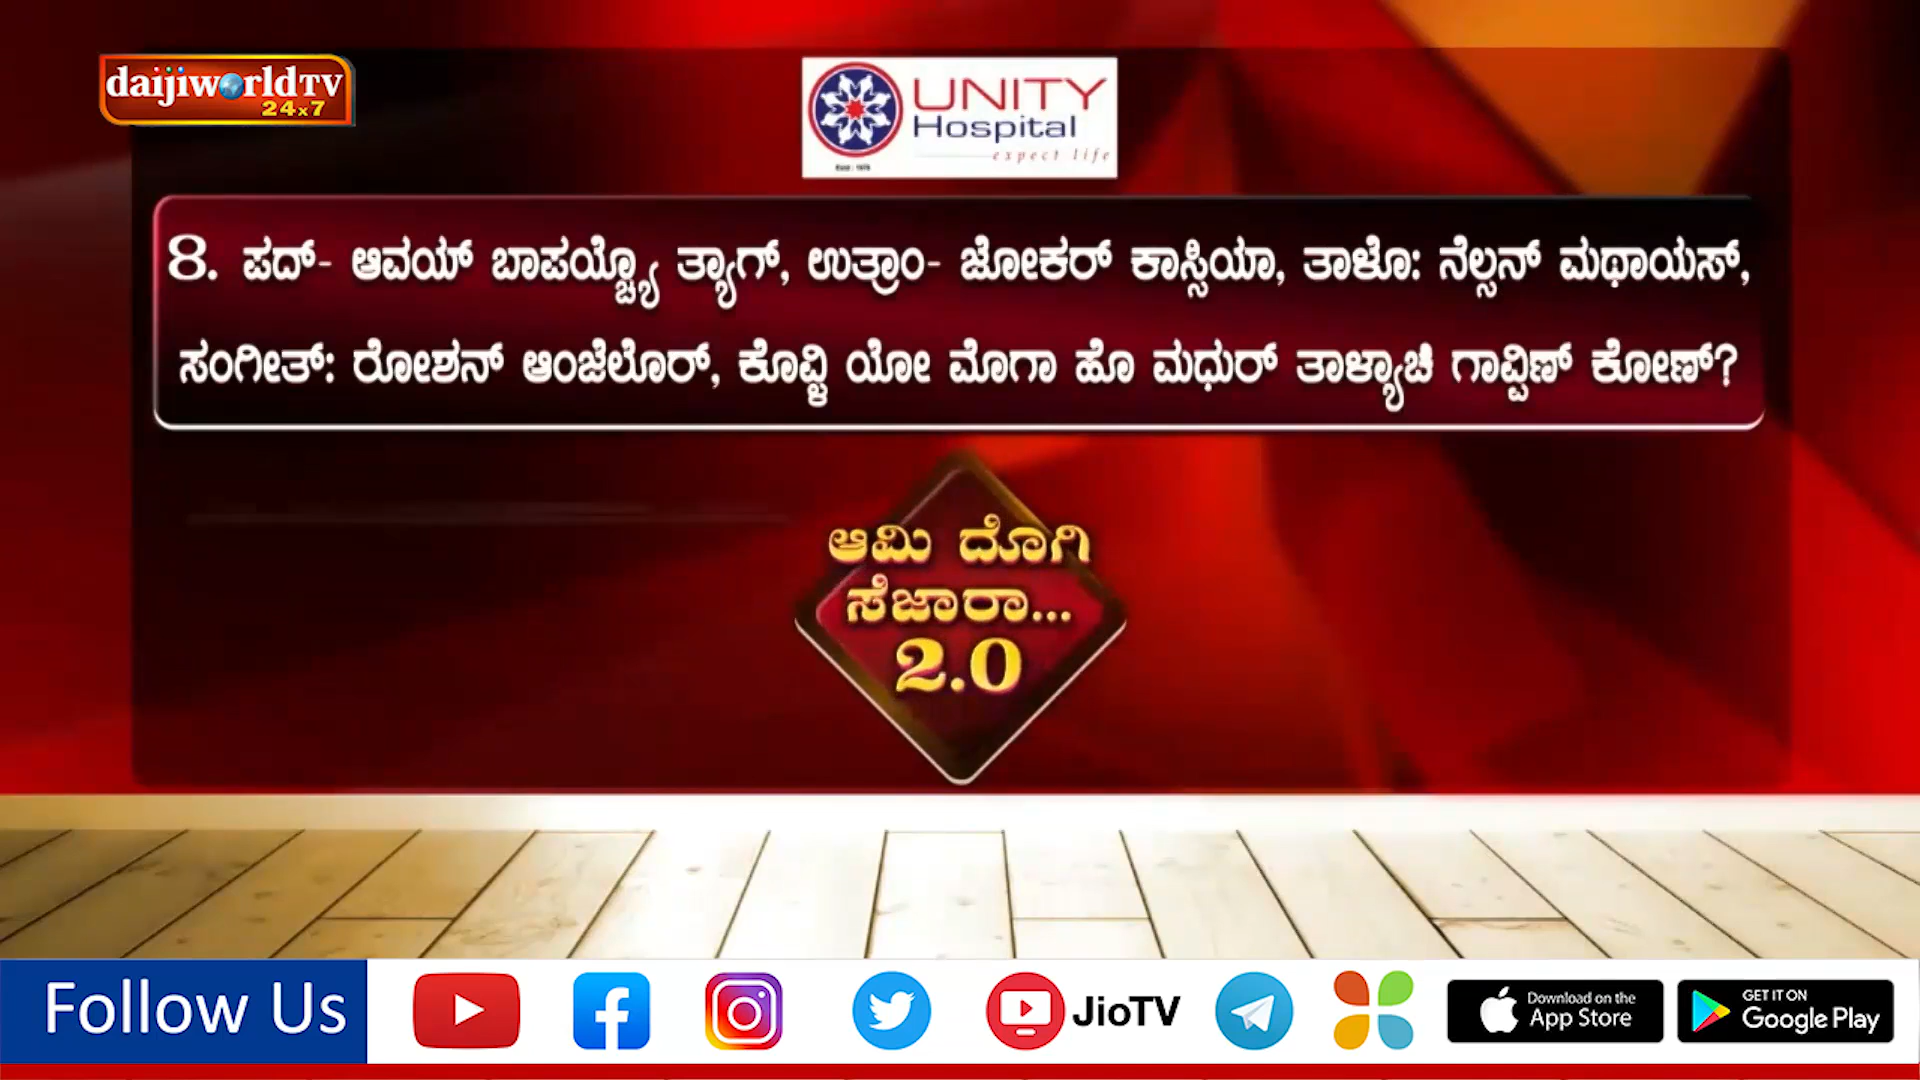 daijiworldTV
24x7
UNITY
Hospital
expect life
8. ಪದ್- ಆವಯ್ ಬಾಪಯ್ಚ್ಯೊ ತ್ಯಾಗ್, ಉತ್ರಾಂ- ಜೋಕರ್ ಕಾಸ್ಸಿಯಾ, ತಾಳೊ: ನೆಲ್ಸನ್ ಮಥಾಯಸ್,
ಸಂಗೀತ್: ರೋಶನ್ ಆಂಜೆಲೊರ್, ಕೊವ್ಳಿ ಯೋ ಮೊಗಾ ಹೊ ಮಧುರ್ ತಾಳ್ಯಾಚಿ ಗಾವ್ಪಿಣ್ ಕೋಣ್?
ಆಮಿ ದೊಗಿ
ಸೆಜಾರಾ...
2.0
Follow Us
JioTV
Download on the
App Store
GET IT ON
Google Play